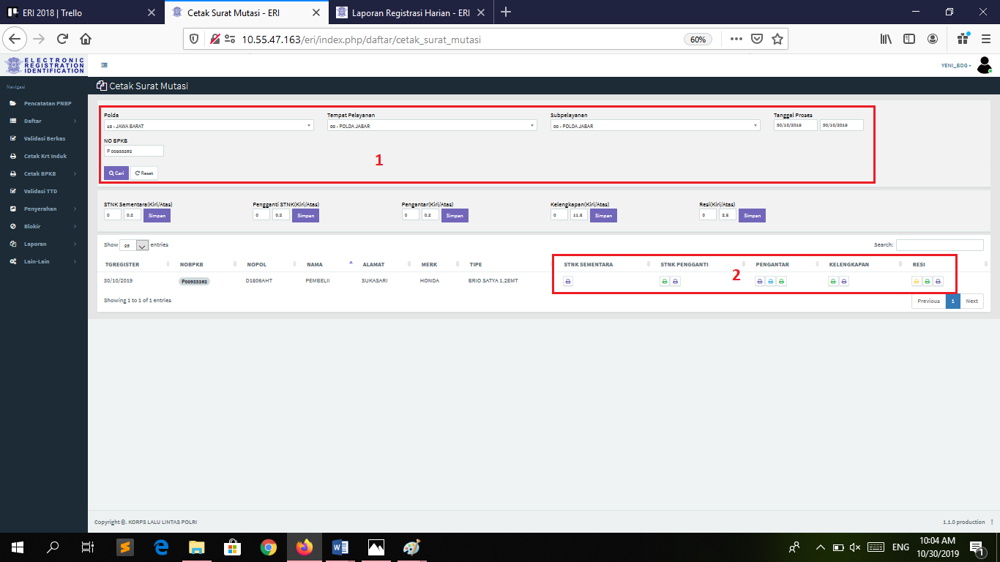 ERI 2018 | Trello
Cetak Surat Mutasi - ERI
Laporan Registrasi Harian - ERI
10.55.47.163/eri/index.php/daftar/cetak_surat_mutasi
60%
ELECTRONIC
REGISTRATION
IDENTIFICATION
YENI_BDG
Navigasi
Pencatatan PNBP
Daftar
Validasi Berkas
Cetak Krt Induk
Cetak BPKB
Validasi TTD
Penyerahan
Blokir
Laporan
Lain-Lain
Cetak Surat Mutasi
Polda
Tempat Pelayanan
Subpelayanan
Tanggal Proses
15 - JAWA BARAT
00 - POLDA JABAR
00 - POLDA JABAR
30/10/2019
30/10/2019
NO BPKB
P 00933262
1
Cari
Reset
STNK Sementara(Kiri/Atas)
Pengganti STNK(Kiri/Atas)
Pengantar(Kiri/Atas)
Kelengkapan(Kiri/Atas)
Resi(Kiri/Atas)
0 0.2 Simpan
0 0.2 Simpan
0 0.2 Simpan
0 11.5 Simpan
0 2.5 Simpan
Show 25 entries
Search:
TGREGISTER NOBPKB NOPOL NAMA ALAMAT MERK TIPE STNK SEMENTARA STNK PENGGANTI PENGANTAR KELENGKAPAN RESI
2
30/10/2019 P00933262 D1806AHT PEMBELII SUKASARI HONDA BRIO SATYA 1.2EMT
Showing 1 to 1 of 1 entries
Previous 1 Next
Copyright ©. KORPS LALU LINTAS POLRI
1.1.0 production
ENG
10:04 AM
10/30/2019
1